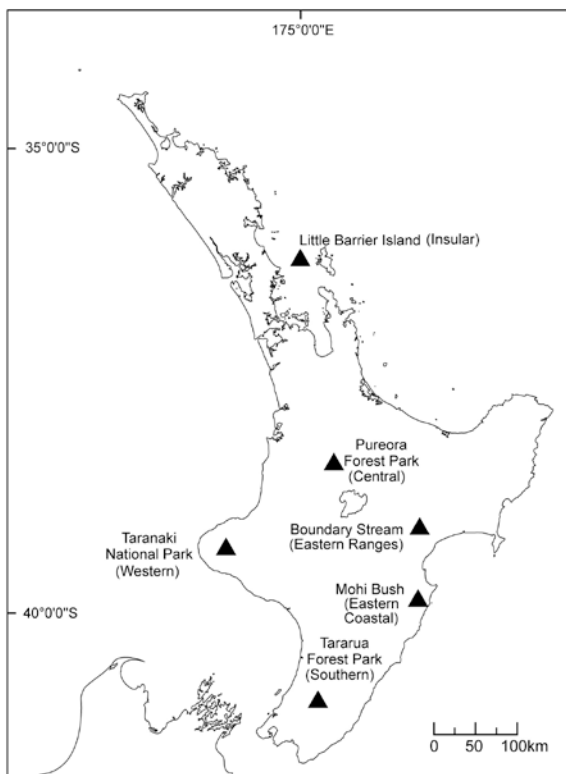 175°0'0"E
35°0'0"S
Little Barrier Island (Insular)
Pureora
Forest Park
(Central)
Boundary Stream
(Eastern Ranges)
Taranaki
National Park
(Western)
Mohi Bush
(Eastern
Coastal)
40°0'0"S
Tararua
Forest Park
(Southern)
0 50 100km